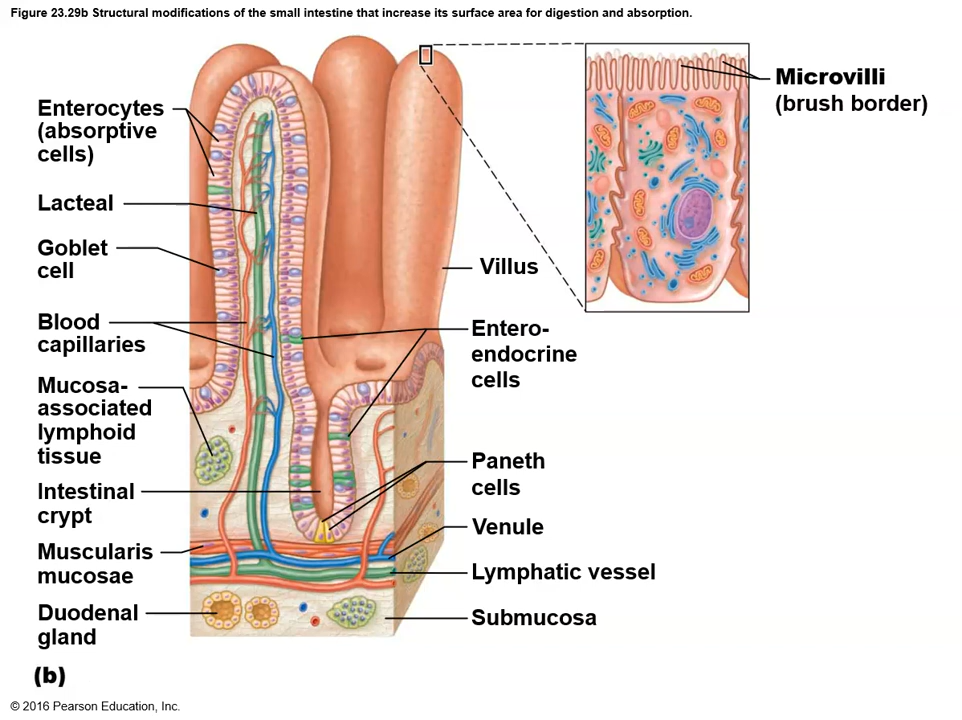 Figure 23.29b Structural modifications of the small intestine that increase its surface area for digestion and absorption.
Enterocytes
(absorptive
cells)
Lacteal
Goblet
cell
Blood
capillaries
Mucosa-
associated
lymphoid
tissue
Intestinal
crypt
Muscularis
mucosae
Duodenal
gland
Microvilli
(brush border)
Villus
Entero-
endocrine
cells
Paneth
cells
Venule
Lymphatic vessel
Submucosa
(b)
© 2016 Pearson Education, Inc.